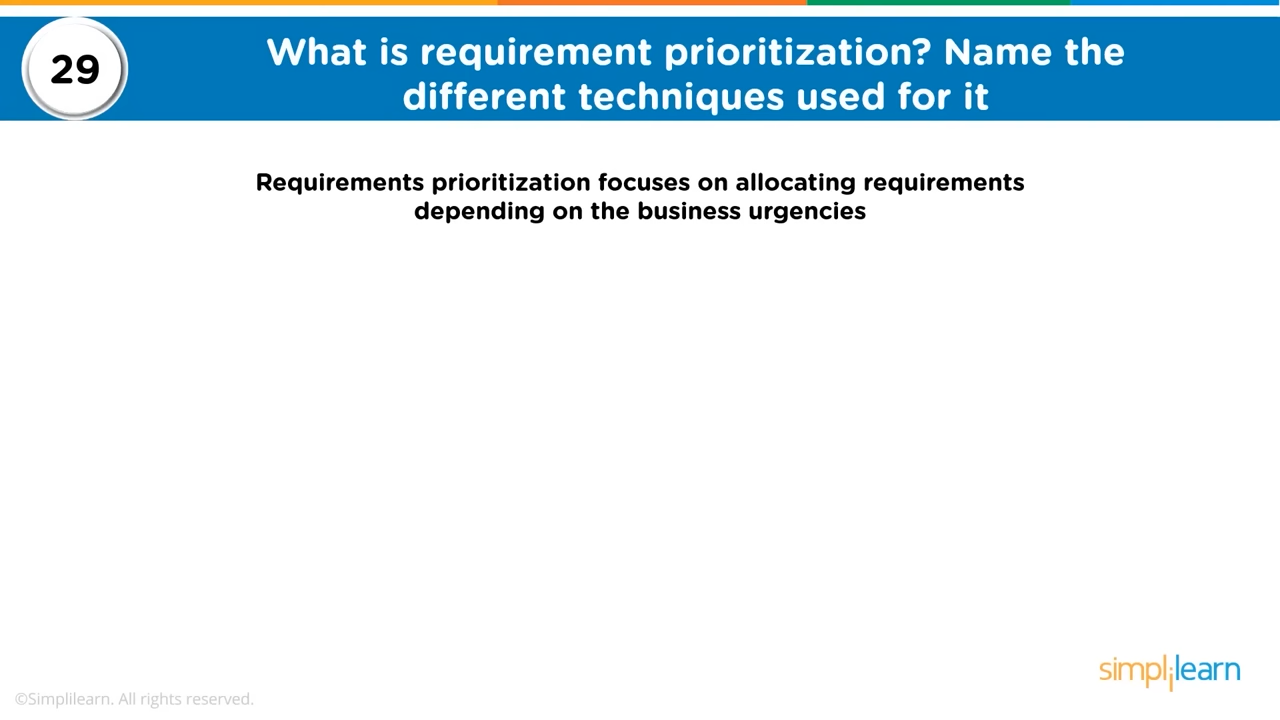 29
What is requirement prioritization? Name the
different techniques used for it
Requirements prioritization focuses on allocating requirements
depending on the business urgencies
simplilearn
©Simplilearn. All rights reserved.